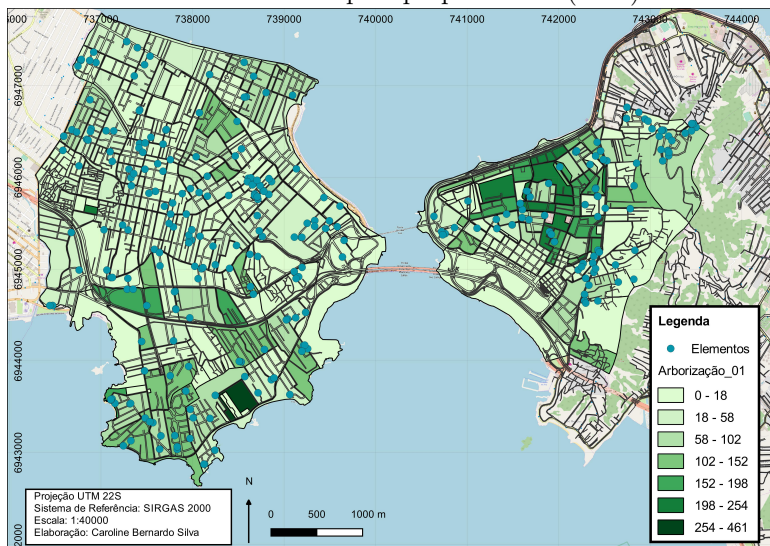 737000 738000 739000 740000 741000 742000 743000 744000
6947000
6946000
6945000
6944000
6943000
2000
Legenda
Elementos
Arborização_01
0 - 18
18 - 58
58 - 102
102 - 152
152 - 198
198 - 254
254 - 461
Projeção UTM 22S
Sistema de Referência: SIRGAS 2000
Escala: 1:40000
Elaboração: Caroline Bernardo Silva
N
0 500 1000 m